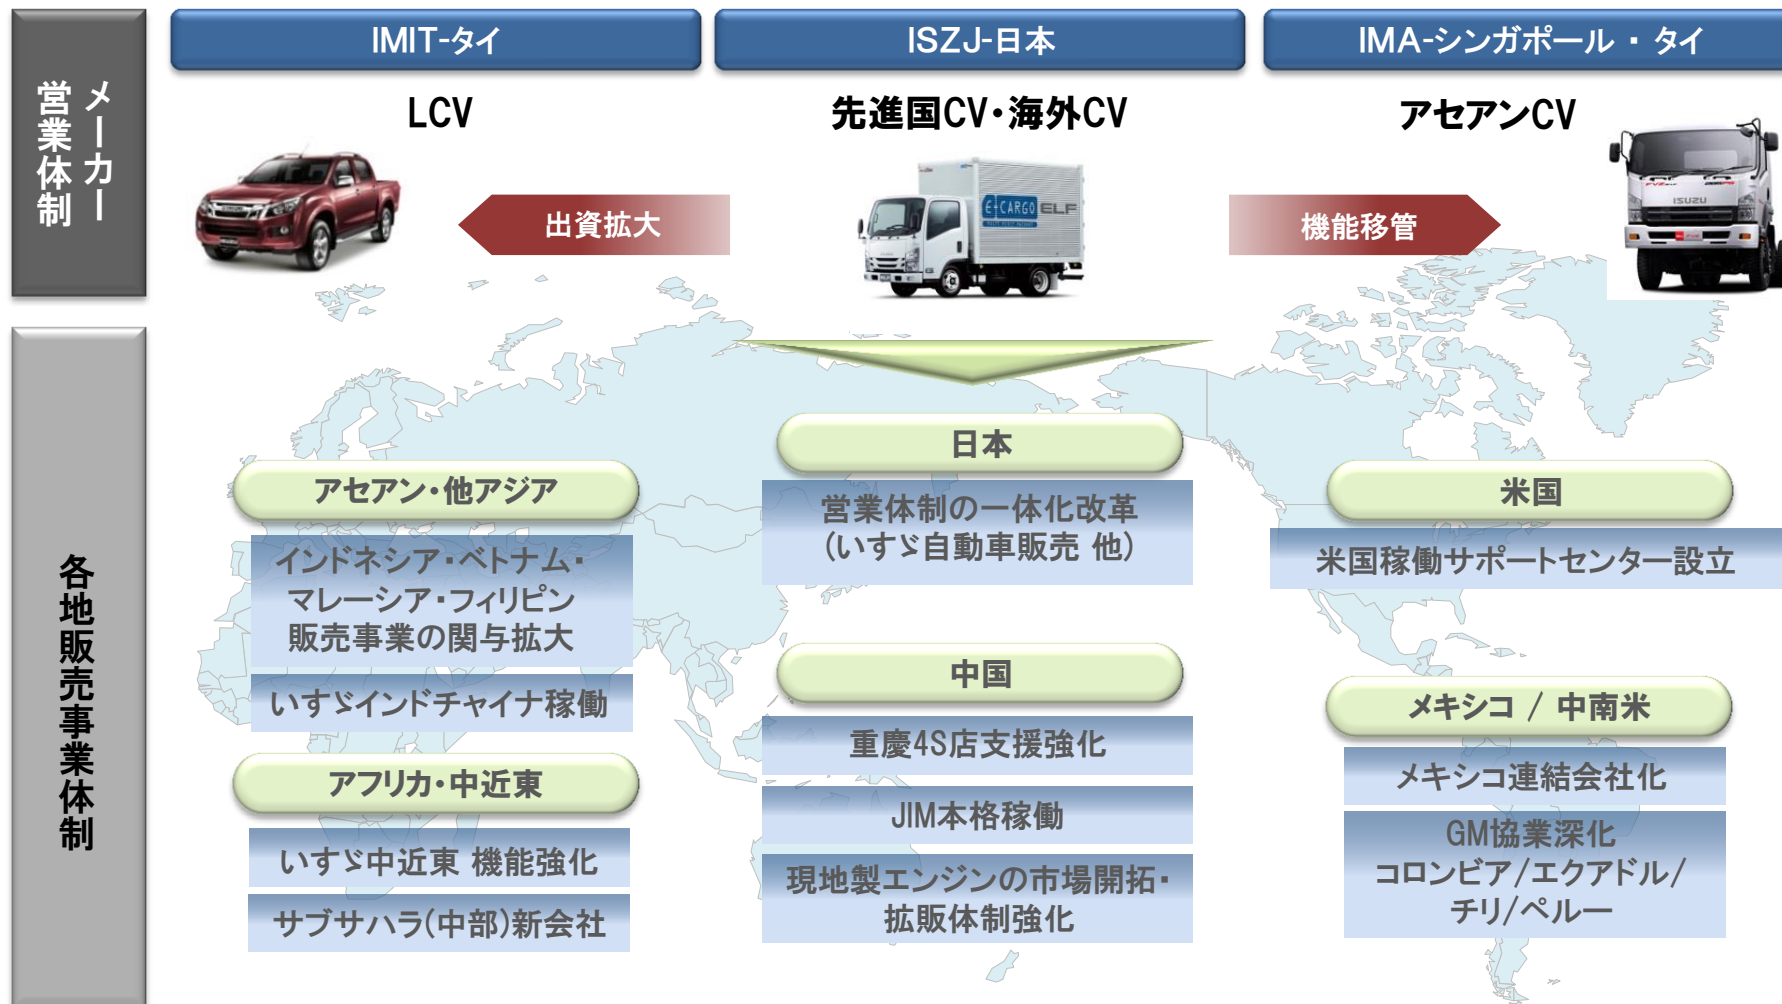 メーカー
営業体制
IMIT-タイ
ISZJ-日本
IMA-シンガポール ・ タイ
LCV
先進国CV・海外CV
アセアンCV
出資拡大
機能移管
E-CARGO
ELF
ISUZU
各地販売事業体制
アセアン・他アジア
インドネシア・ベトナム・
マレーシア・フィリピン
販売事業の関与拡大
いすゞインドチャイナ稼働
アフリカ・中近東
いすゞ中近東 機能強化
サブサハラ(中部)新会社
日本
営業体制の一体化改革
(いすゞ自動車販売 他)
中国
重慶4S店支援強化
JIM本格稼働
現地製エンジンの市場開拓・
拡販体制強化
米国
米国稼働サポートセンター設立
メキシコ / 中南米
メキシコ連結会社化
GM協業深化
コロンビア/エクアドル/
チリ/ペルー